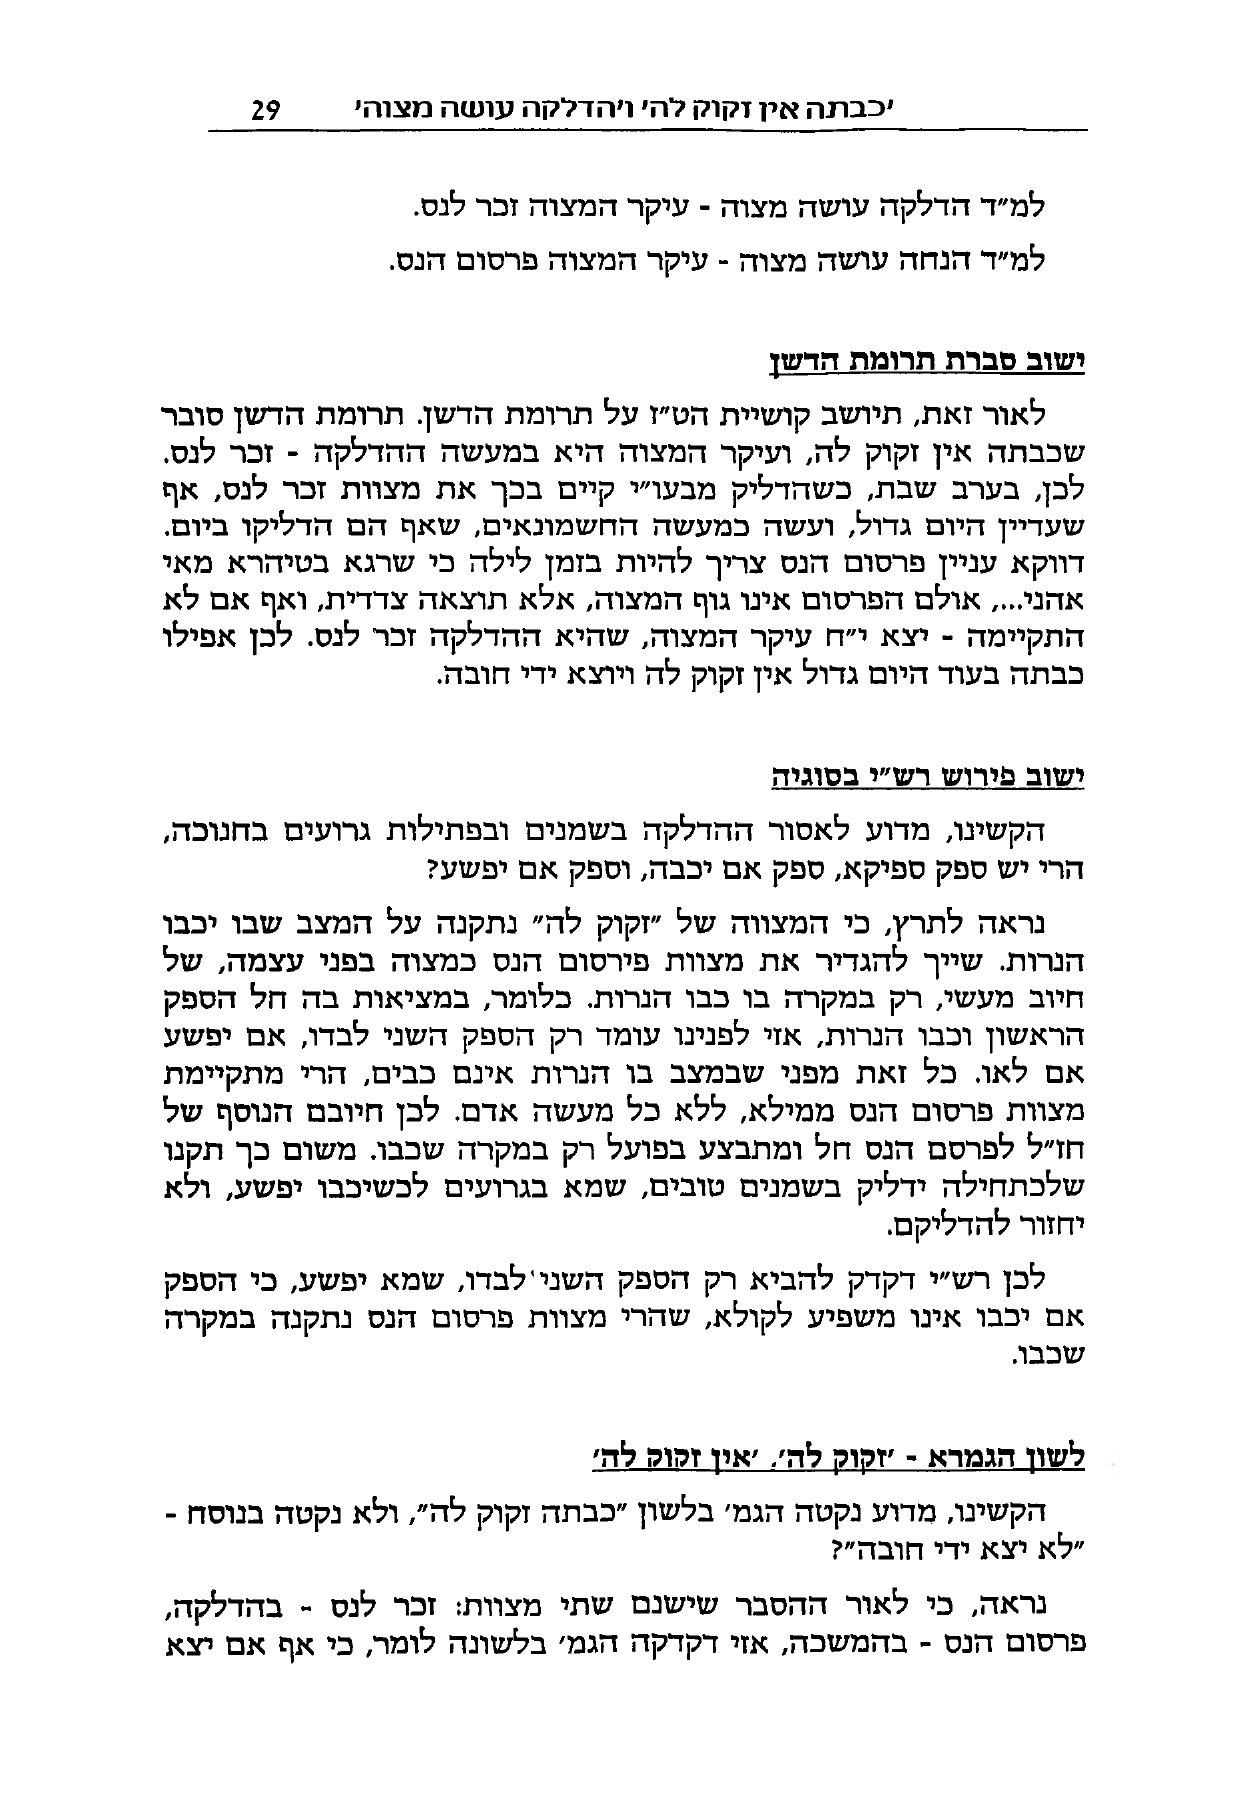 'כבתה אין זקוק לה' ו'הדלקה עושה מצוה' 29
למ"ד הדלקה עושה מצוה - עיקר המצוה זכר לנס.
למ"ד הנחה עושה מצוה - עיקר המצוה פרסום הנס.
ישוב סברת תרומת הדשן
לאור זאת, תיושב קושיית הט"ז על תרומת הדשן. תרומת הדשן סובר
שכבתה אין זקוק לה, ועיקר המצוה היא במעשה ההדלקה - זכר לנס.
לכן, בערב שבת, כשהדליק מבעו"י קיים בכך את מצוות זכר לנס, אף
שעדיין היום גדול, ועשה כמעשה החשמונאים, שאף הם הדליקו ביום.
דווקא עניין פרסום הנס צריך להיות בזמן לילה כי שרגא בטיהרא מאי
אהני..., אולם הפרסום אינו גוף המצוה, אלא תוצאה צדדית, ואף אם לא
התקיימה - יצא י"ח עיקר המצוה, שהיא ההדלקה זכר לנס. לכן אפילו
כבתה בעוד היום גדול אין זקוק לה ויוצא ידי חובה.
ישוב פירוש רש"י בסוגיה
הקשינו, מדוע לאסור ההדלקה בשמנים ובפתילות גרועים בחנוכה,
הרי יש ספק ספיקא, ספק אם יכבה, וספק אם יפשע?
נראה לתרץ, כי המצווה של "זקוק לה" נתקנה על המצב שבו יכבו
הנרות. שייך להגדיר את מצוות פירסום הנס כמצוה בפני עצמה, של
חיוב מעשי, רק במקרה בו כבו הנרות. כלומר, במציאות בה חל הספק
הראשון וכבו הנרות, אזי לפנינו עומד רק הספק השני לבדו, אם יפשע
אם לאו. כל זאת מפני שבמצב בו הנרות אינם כבים, הרי מתקיימת
מצוות פרסום הנס ממילא, ללא כל מעשה אדם. לכן חיובם הנוסף של
חז"ל לפרסם הנס חל ומתבצע בפועל רק במקרה שכבו. משום כך תקנו
שלכתחילה ידליק בשמנים טובים, שמא בגרועים לכשיכבו יפשע, ולא
יחזור להדליקם.
לכן רש"י דקדק להביא רק הספק השני לבדו, שמא יפשע, כי הספק
אם יכבו אינו משפיע לקולא, שהרי מצוות פרסום הנס נתקנה במקרה
שכבו.
לשון הגמרא - 'זקוק לה', 'אין זקוק לה'
הקשינו, מדוע נקטה הגמ' בלשון "כבתה זקוק לה", ולא נקטה בנוסח -
"לא יצא ידי חובה"?
נראה, כי לאור ההסבר שישנם שתי מצוות: זכר לנס - בהדלקה,
פרסום הנס - בהמשכה, אזי דקדקה הגמ' בלשונה לומר, כי אף אם יצא